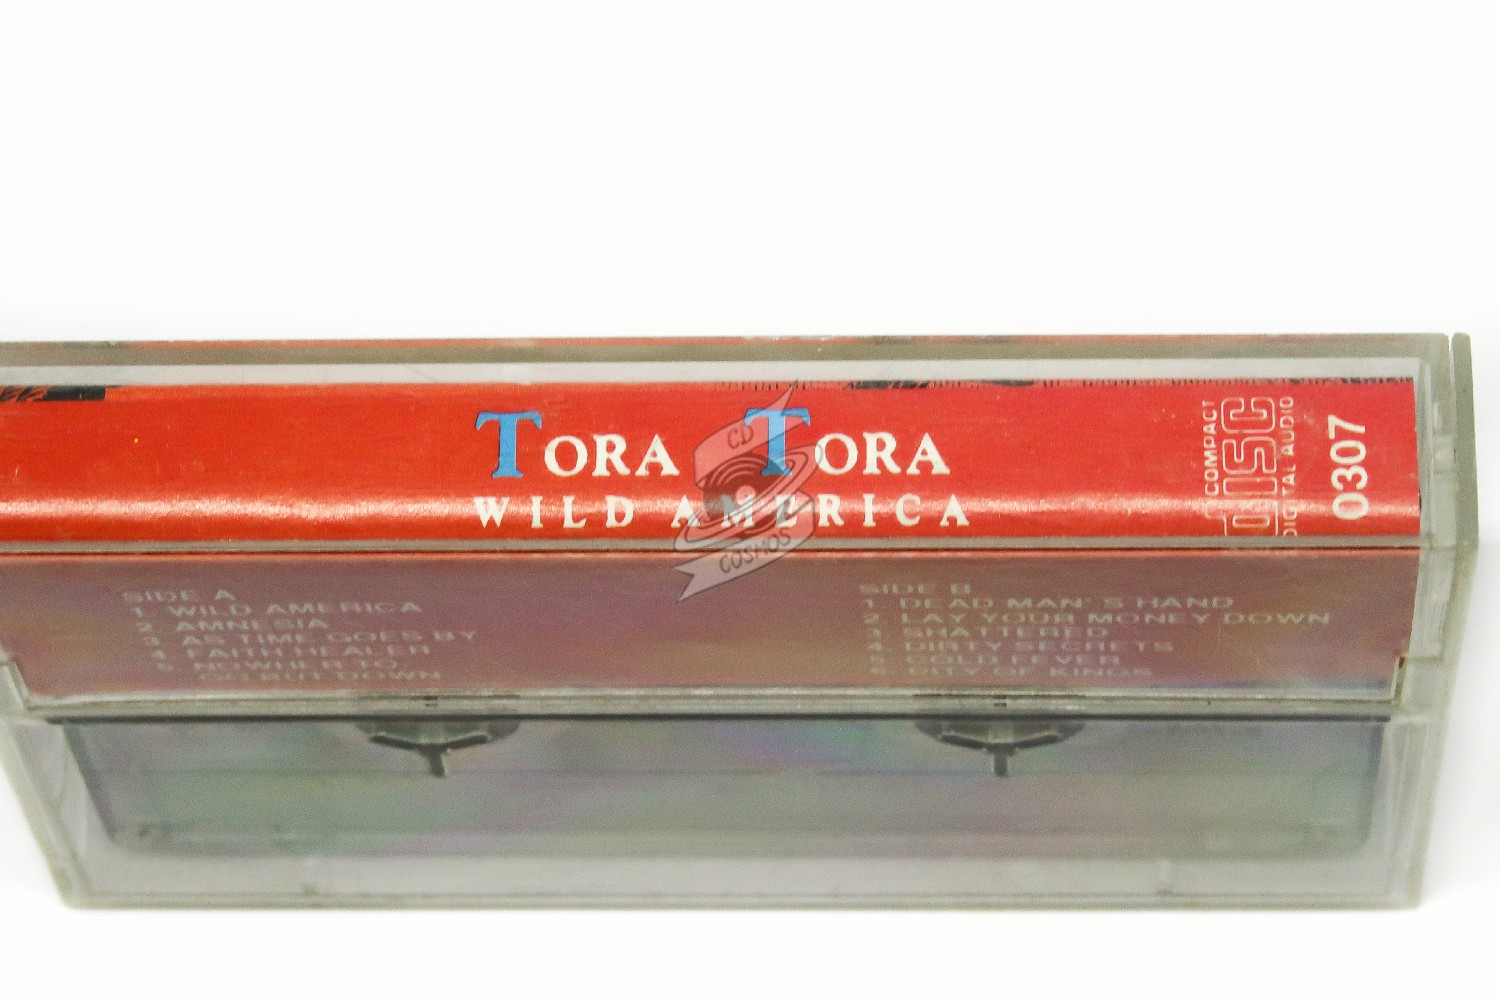 TORA TORA
WILD AMERICA
COMPACT
disc
DIGITAL AUDIO
0307
CD
COSMOS
SIDE A
1. WILD AMERICA
2. AMNESIA
3. AS TIME GOES BY
4. FAITH HEALER
5. NOWHER TO
GO BUT DOWN
SIDE B
1. DEAD MAN'S HAND
2. LAY YOUR MONEY DOWN
3. SHATTERED
4. DIRTY SECRETS
5. COLD FEVER
6. CITY OF KINGS